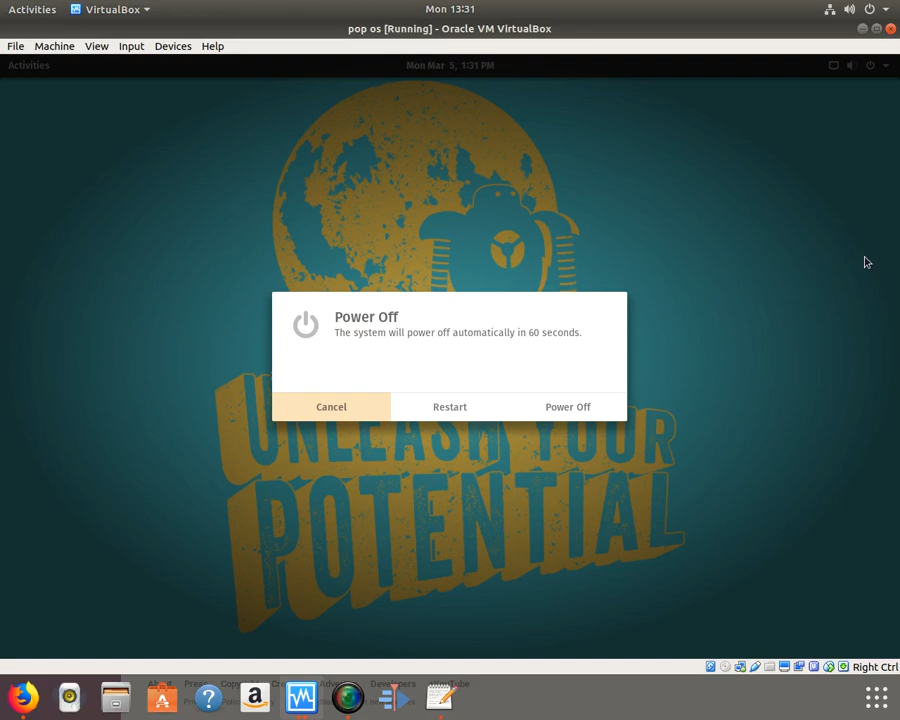 Activities VirtualBox Mon 13:31
pop os [Running] - Oracle VM VirtualBox
File Machine View Input Devices Help
Activities Mon Mar 5, 1:31 PM
Power Off
The system will power off automatically in 60 seconds.
Cancel Restart Power Off
UNLEASH YOUR
POTENTIAL
Right Ctrl
Developers